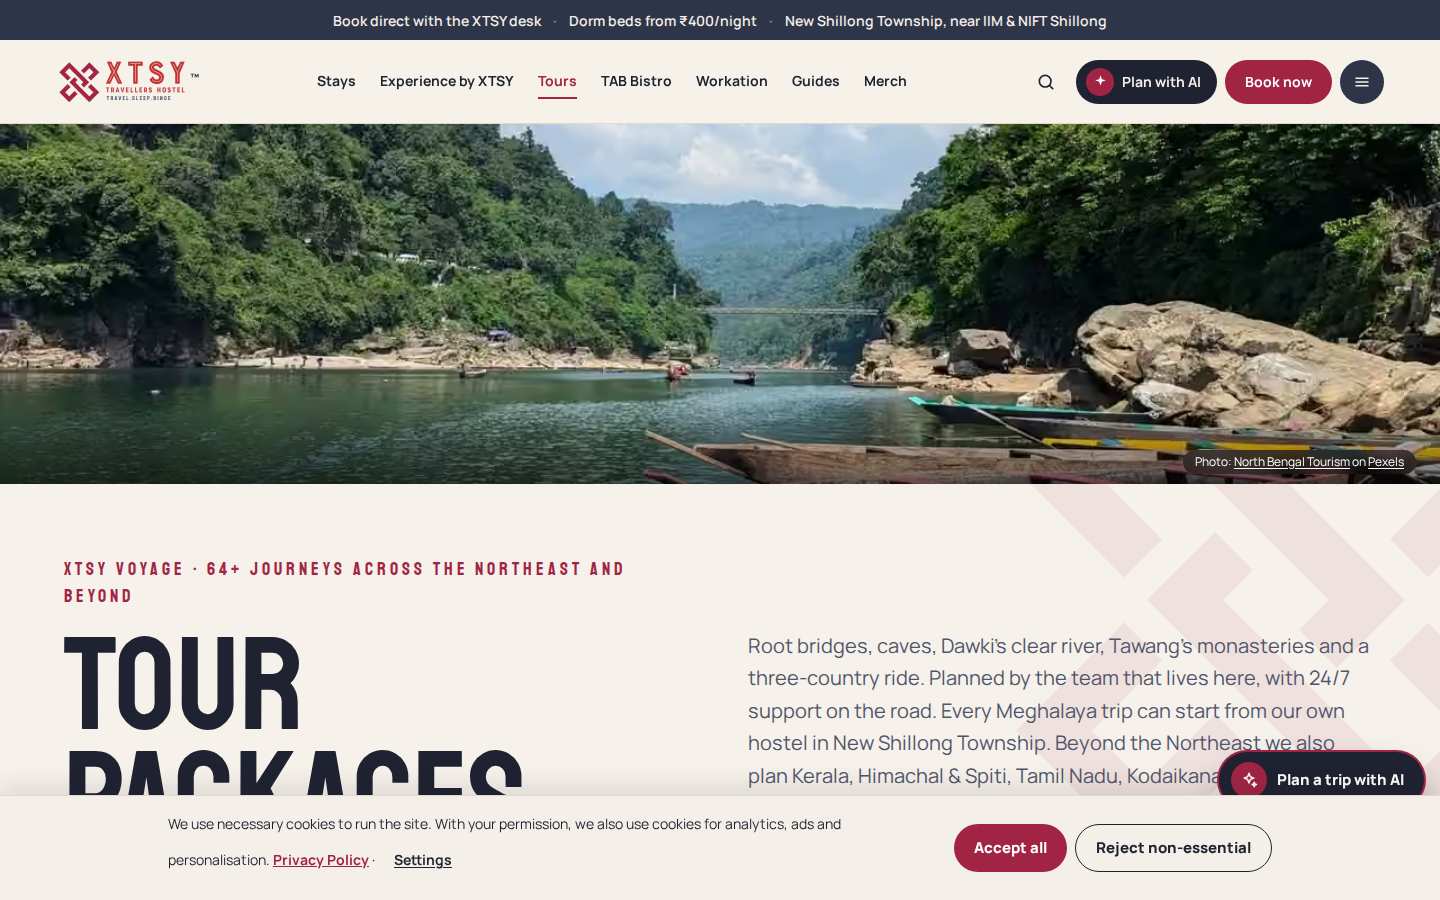 Book direct with the XTSY desk · Dorm beds from ₹400/night · New Shillong Township, near IIM & NIFT Shillong
XTSY ™
TRAVELLERS HOSTEL
TRAVEL.SLEEP.BINGE
Stays Experience by XTSY Tours TAB Bistro Workation Guides Merch
Plan with AI
Book now
Photo: North Bengal Tourism on Pexels
XTSY VOYAGE · 64+ JOURNEYS ACROSS THE NORTHEAST AND
BEYOND
TOUR
PACKAGES
Root bridges, caves, Dawki's clear river, Tawang's monasteries and a
three-country ride. Planned by the team that lives here, with 24/7
support on the road. Every Meghalaya trip can start from our own
hostel in New Shillong Township. Beyond the Northeast we also
plan Kerala, Himachal & Spiti, Tamil Nadu,
Plan a trip with AI
We use necessary cookies to run the site. With your permission, we also use cookies for analytics, ads and
personalisation. Privacy Policy · Settings
Accept all
Reject non-essential